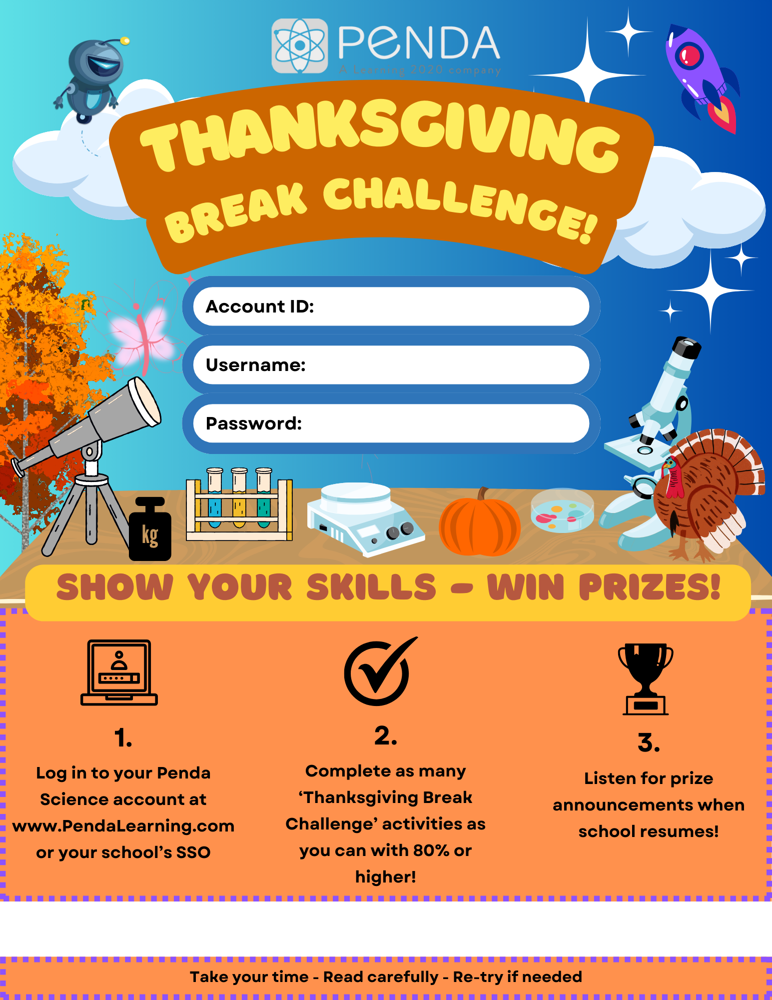 PENDA
A Learning 2020 company
THANKSGIVING
BREAK CHALLENGE!
Account ID:
Username:
Password:
kg
SHOW YOUR SKILLS - WIN PRIZES!
1.
Log in to your Penda
Science account at
www.PendaLearning.com
or your school’s SSO
2.
Complete as many
‘Thanksgiving Break
Challenge’ activities as
you can with 80% or
higher!
3.
Listen for prize
announcements when
school resumes!
Take your time - Read carefully - Re-try if needed